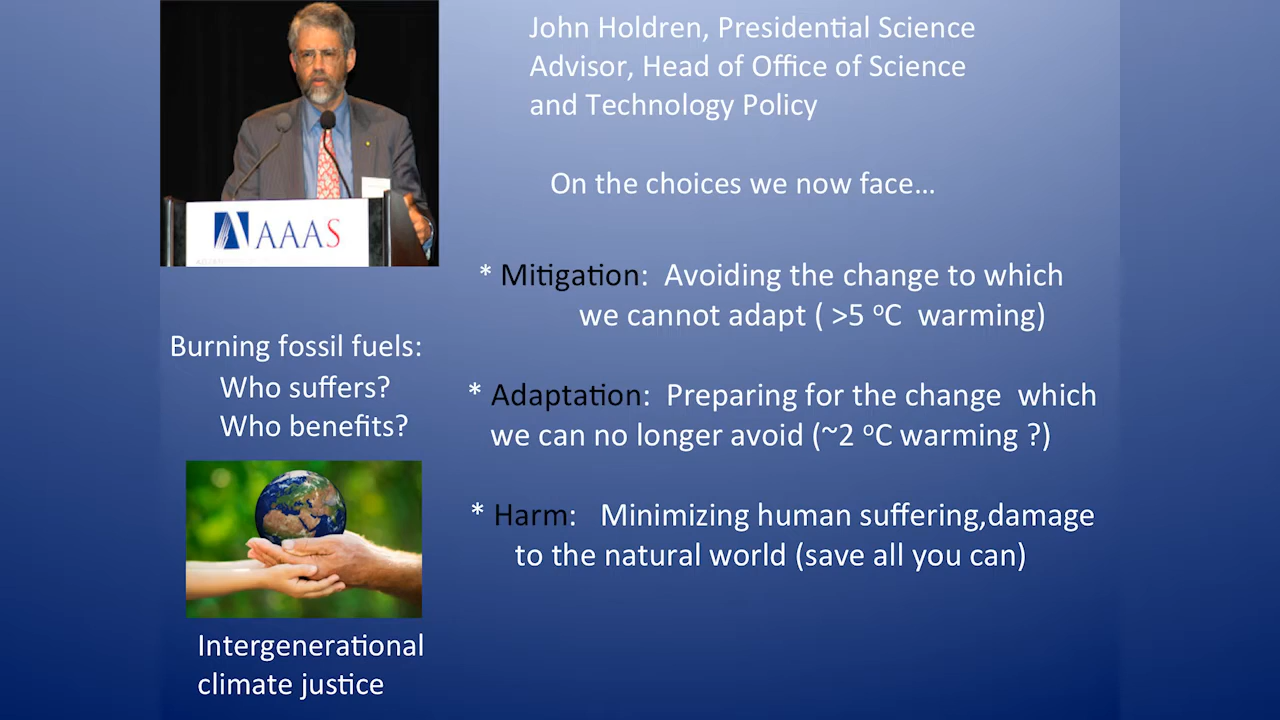 AAAS
John Holdren, Presidential Science
Advisor, Head of Office of Science
and Technology Policy
On the choices we now face...
* Mitigation: Avoiding the change to which
we cannot adapt ( >5 °C warming)
* Adaptation: Preparing for the change which
we can no longer avoid (~2 °C warming ?)
* Harm: Minimizing human suffering,damage
to the natural world (save all you can)
Burning fossil fuels:
Who suffers?
Who benefits?
Intergenerational
climate justice